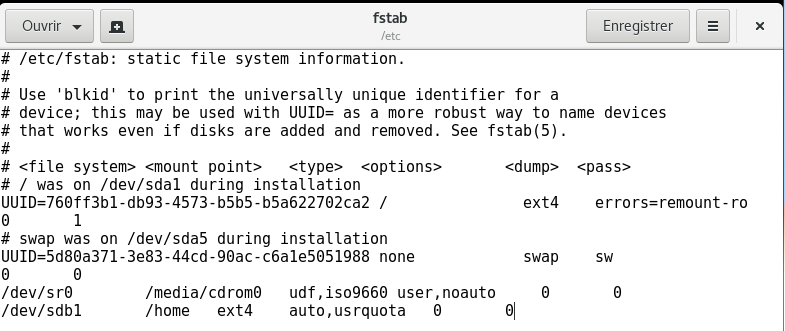 Ouvrir
fstab
/etc
Enregistrer
# /etc/fstab: static file system information.
#
# Use 'blkid' to print the universally unique identifier for a
# device; this may be used with UUID= as a more robust way to name devices
# that works even if disks are added and removed. See fstab(5).
#
# <file system> <mount point>   <type>  <options>       <dump>  <pass>
# / was on /dev/sda1 during installation
UUID=760ff3b1-db93-4573-b5b5-b5a622702ca2 /                 ext4    errors=remount-ro
0       1
# swap was on /dev/sda5 during installation
UUID=5d80a371-3e83-44cd-90ac-c6a1e5051988 none              swap    sw
0       0
/dev/sr0        /media/cdrom0   udf,iso9660 user,noauto     0       0
/dev/sdb1       /home   ext4    auto,usrquota   0       0